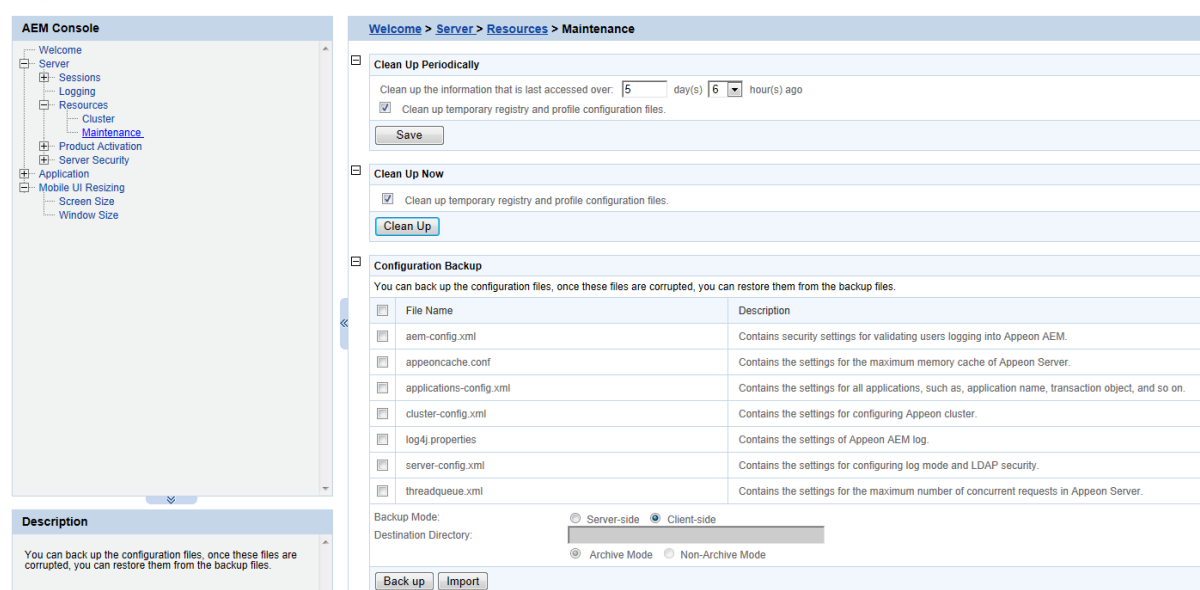 AEM Console
Welcome
Server
Sessions
Logging
Resources
Cluster
Maintenance
Product Activation
Server Security
Application
Mobile UI Resizing
Screen Size
Window Size
Description
You can back up the configuration files, once these files are
corrupted, you can restore them from the backup files.
Welcome > Server > Resources > Maintenance
Clean Up Periodically
Clean up the information that is last accessed over: 5 day(s) 6 hour(s) ago
Clean up temporary registry and profile configuration files.
Save
Clean Up Now
Clean up temporary registry and profile configuration files.
Clean Up
Configuration Backup
You can back up the configuration files, once these files are corrupted, you can restore them from the backup files.
File Name Description
aem-config.xml Contains security settings for validating users logging into Appeon AEM.
appeoncache.conf Contains the settings for the maximum memory cache of Appeon Server.
applications-config.xml Contains the settings for all applications, such as, application name, transaction object, and so on.
cluster-config.xml Contains the settings for configuring Appeon cluster.
log4j.properties Contains the settings of Appeon AEM log.
server-config.xml Contains the settings for configuring log mode and LDAP security.
threadqueue.xml Contains the settings for the maximum number of concurrent requests in Appeon Server.
Backup Mode: Server-side Client-side
Destination Directory:
Archive Mode Non-Archive Mode
Back up Import